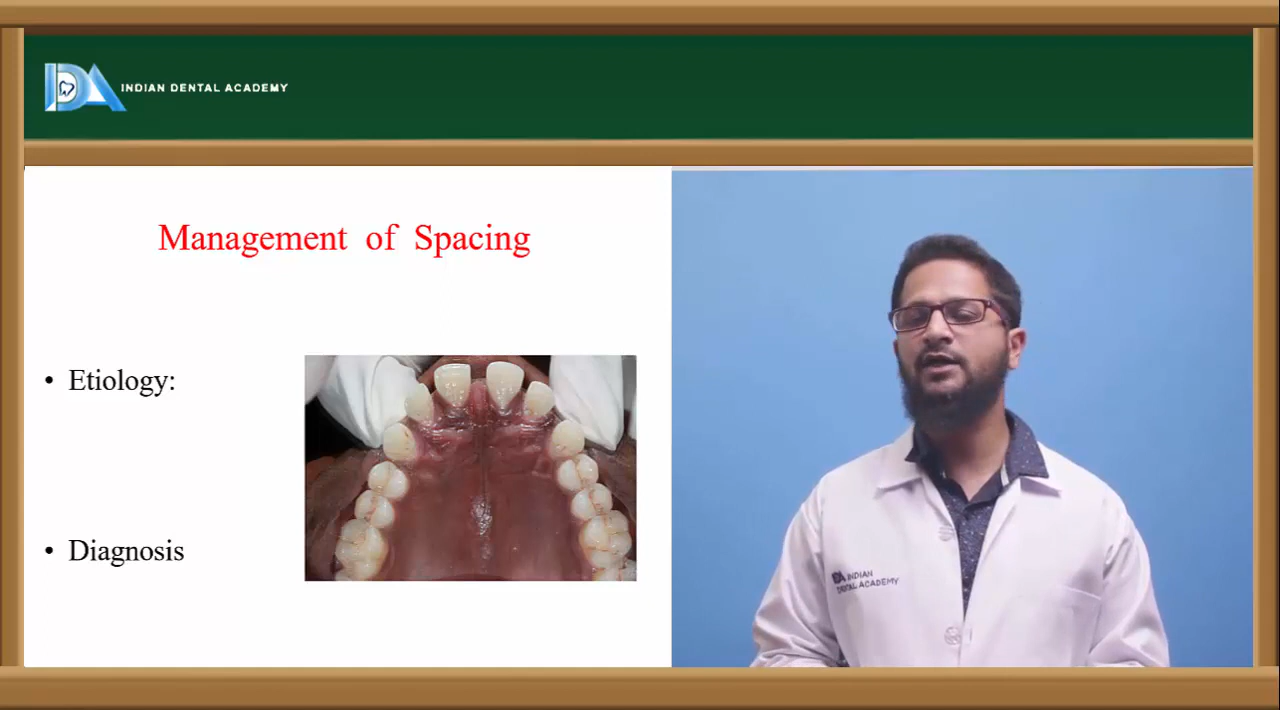 INDIAN DENTAL ACADEMY
Management of Spacing
• Etiology:
• Diagnosis
INDIAN
DENTAL ACADEMY